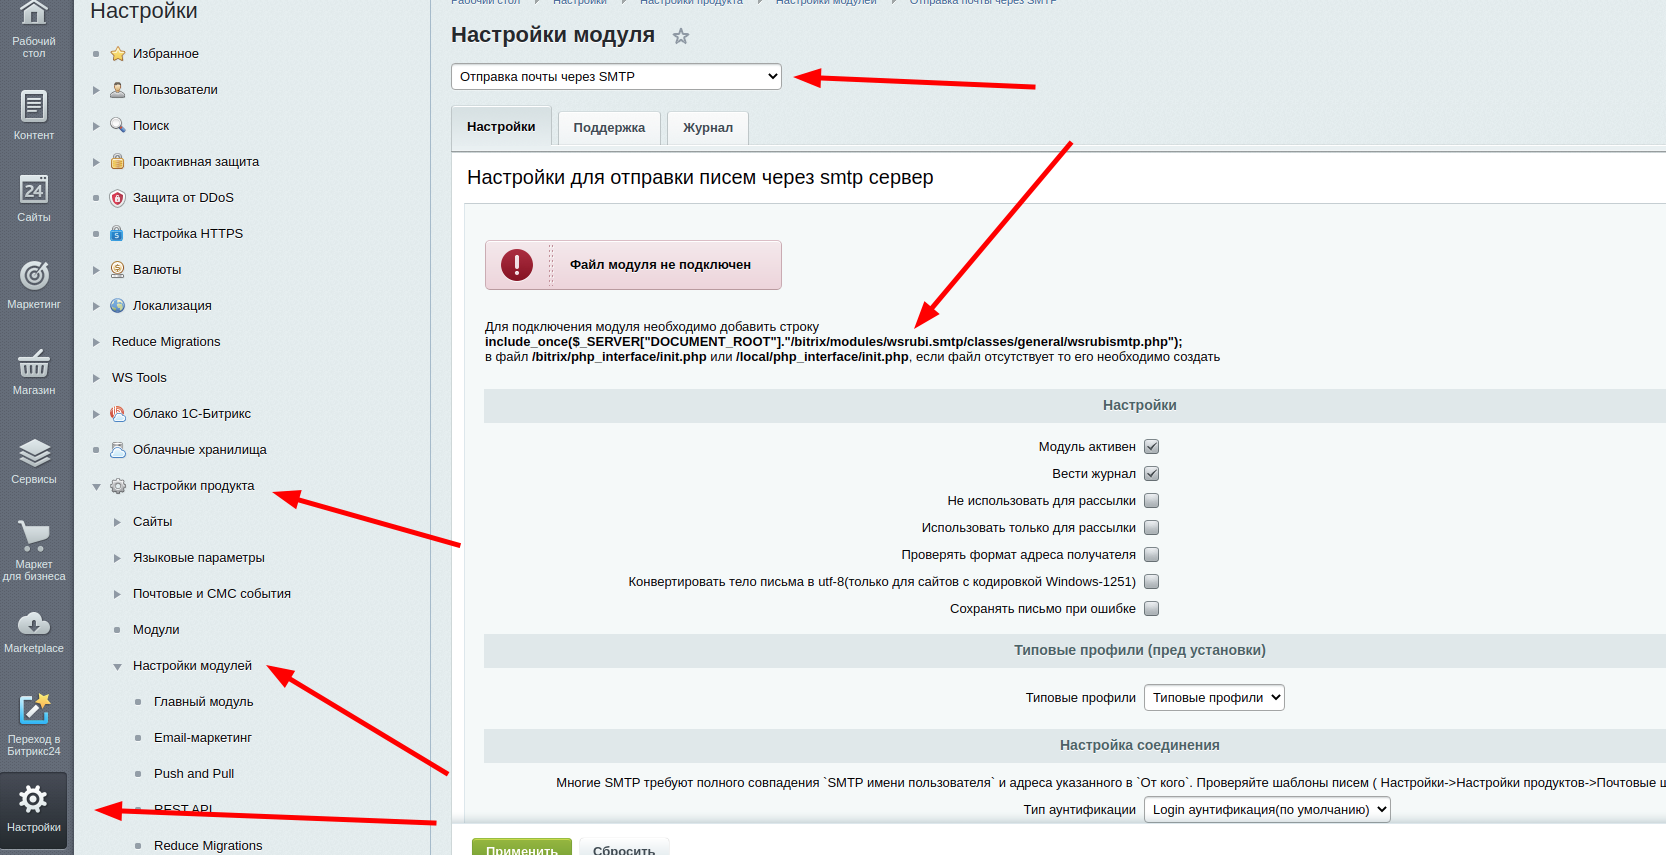 Рабочий
стол
Контент
24
Сайты
Маркетинг
Магазин
Сервисы
Маркет
для бизнеса
Marketplace
Переход в
Битрикс24
Настройки
Настройки
Избранное
Пользователи
Поиск
Проактивная защита
Защита от DDoS
Настройка HTTPS
Валюты
Локализация
Reduce Migrations
WS Tools
Облако 1С-Битрикс
Облачные хранилища
Настройки продукта
Сайты
Языковые параметры
Почтовые и СМС события
Модули
Настройки модулей
Главный модуль
Email-маркетинг
Push and Pull
REST API
Reduce Migrations
Рабочий стол Настройки Настройки продукта Настройки модулей Отправка почты через SMTP
Настройки модуля
Отправка почты через SMTP
Настройки Поддержка Журнал
Настройки для отправки писем через smtp сервер
Файл модуля не подключен
Для подключения модуля необходимо добавить строку
include_once($_SERVER["DOCUMENT_ROOT"]."/bitrix/modules/wsrubi.smtp/classes/general/wsrubismtp.php");
в файл /bitrix/php_interface/init.php или /local/php_interface/init.php, если файл отсутствует то его необходимо создать
Настройки
Модуль активен
Вести журнал
Не использовать для рассылки
Использовать только для рассылки
Проверять формат адреса получателя
Конвертировать тело письма в utf-8(только для сайтов с кодировкой Windows-1251)
Сохранять письмо при ошибке
Типовые профили (пред установки)
Типовые профили Типовые профили
Настройка соединения
Многие SMTP требуют полного совпадения `SMTP имени пользователя` и адреса указанного в `От кого`. Проверяйте шаблоны писем ( Настройки->Настройки продуктов->Почтовые
Тип аунтификации Login аунтификация(по умолчанию)
Применить Сбросить